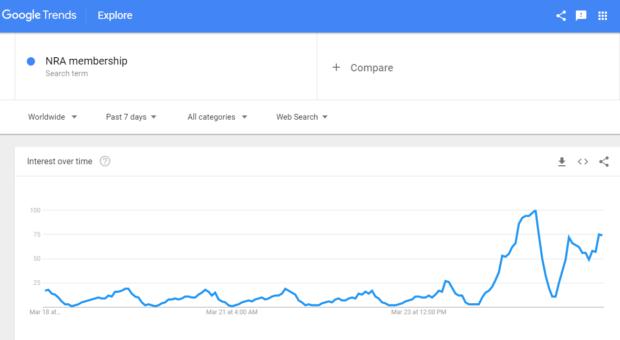 Google Trends Explore
NRA membership
Search term
+ Compare
Worldwide Past 7 days All categories Web Search
Interest over time ?
100
75
50
25
Mar 18 at... Mar 21 at 4:00 AM Mar 23 at 12:00 PM